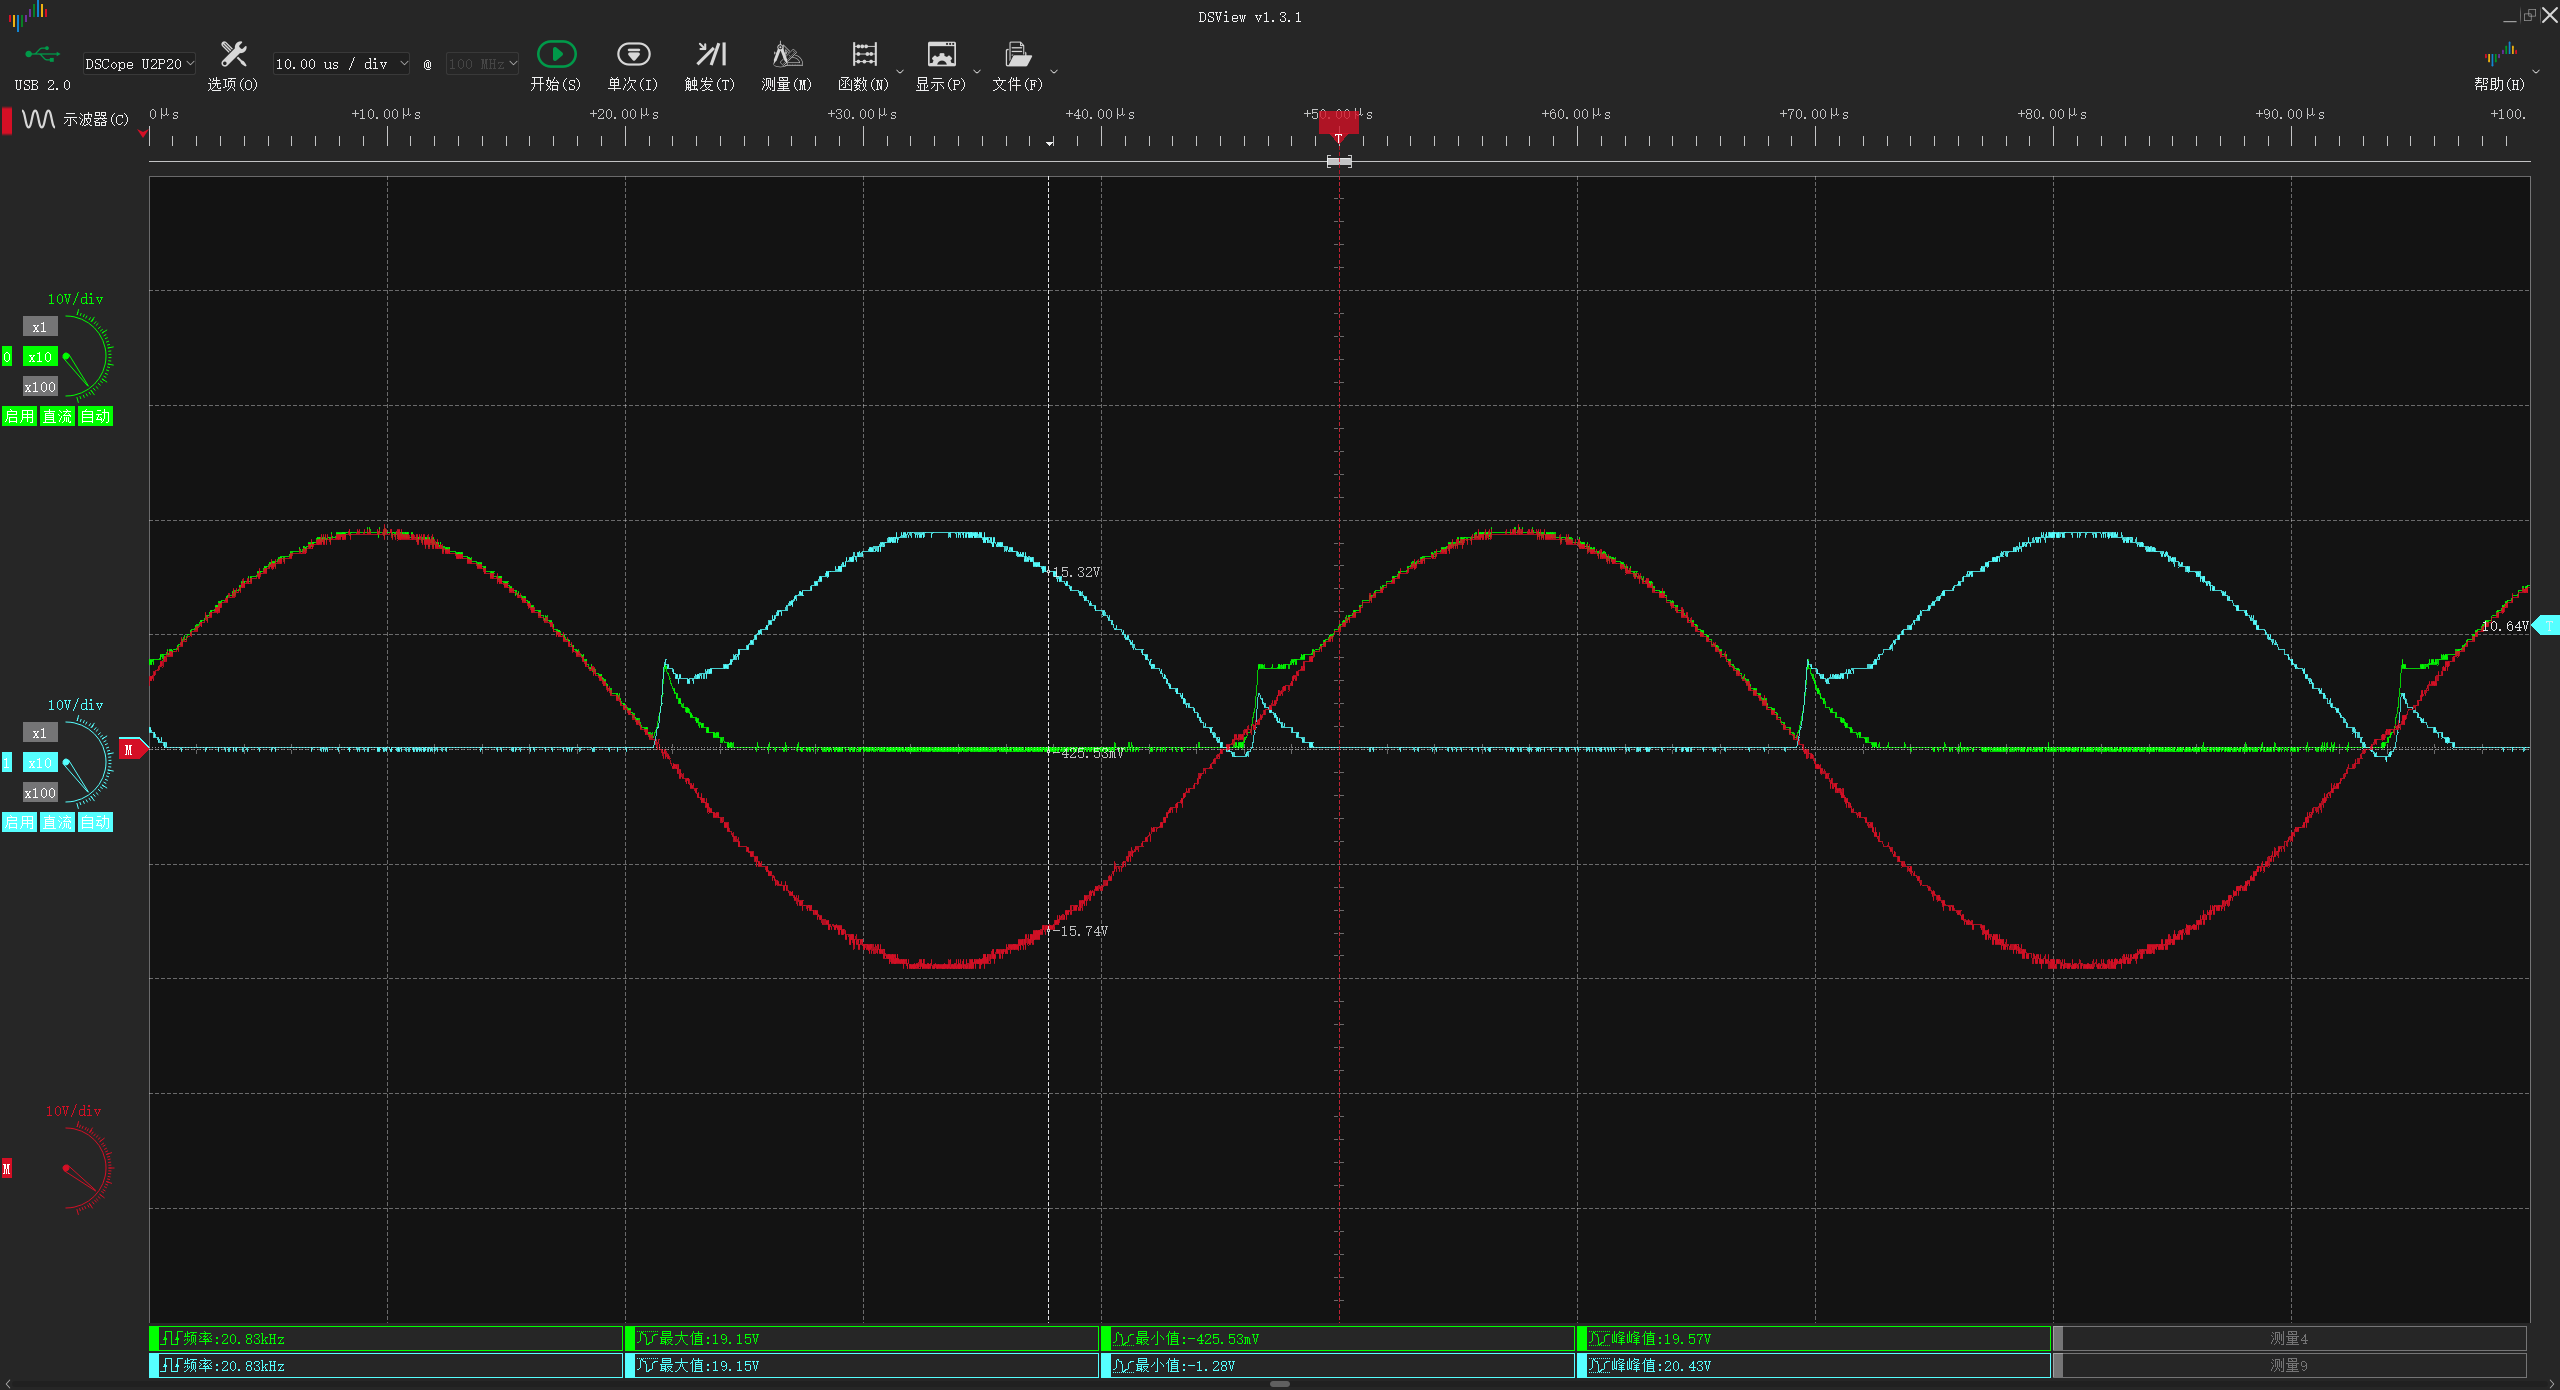 DSView v1.3.1
USB 2.0
DSCope U2P20
选项(O)
10.00 us / div
@
100 MHz
开始(S)
单次(I)
触发(T)
测量(M)
函数(N)
显示(P)
文件(F)
帮助(H)
示波器(C)
0μs
+10.00μs
+20.00μs
+30.00μs
+40.00μs
+50.00μs
+60.00μs
+70.00μs
+80.00μs
+90.00μs
+100.
T
10V/div
x1
0
x10
x100
启用 直流 自动
15.32V
10.64V
T
10V/div
x1
M
-425.53mV
1
x10
x100
启用 直流 自动
-15.74V
10V/div
M
频率:20.83kHz
最大值:19.15V
最小值:-425.53mV
峰峰值:19.57V
测量4
频率:20.83kHz
最大值:19.15V
最小值:-1.28V
峰峰值:20.43V
测量9